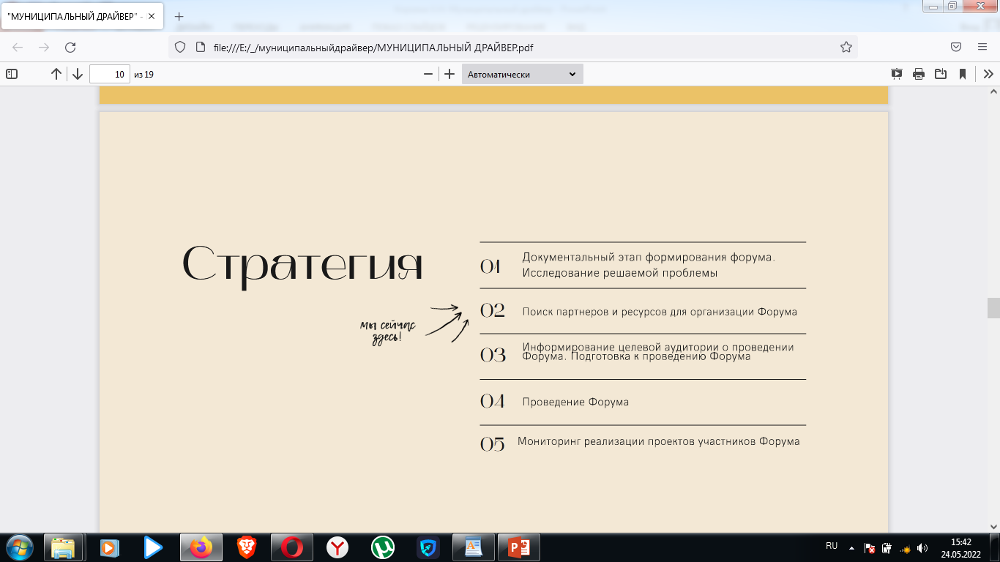 "МУНИЦИПАЛЬНЫЙ ДРАЙВЕР" -
file:///E:/_/муниципальныйдрайвер/МУНИЦИПАЛЬНЫЙ ДРАЙВЕР.pdf
10 из 19
Автоматически
Стратегия
мы сейчас
здесь!
01
Документальный этап формирования форума.
Исследование решаемой проблемы
02
Поиск партнеров и ресурсов для организации Форума
03
Информирование целевой аудитории о проведении
Форума. Подготовка к проведению Форума
04
Проведение Форума
05
Мониторинг реализации проектов участников Форума
RU
15:42
24.05.2022